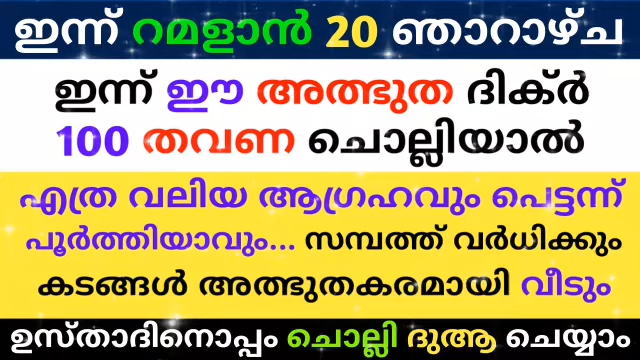 ഇന്ന് റമളാൻ 20 ഞാറാഴ്ച
ഇന്ന് ഈ അത്ഭുത ദിക്ർ
100 തവണ ചൊല്ലിയാൽ
എത്ര വലിയ ആഗ്രഹവും പെട്ടന്ന്
പൂർത്തിയാവും... സമ്പത്ത് വർധിക്കും
കടങ്ങൾ അത്ഭുതകരമായി വീടും
ഉസ്താദിനൊപ്പം ചൊല്ലി ദുആ ചെയ്യാം